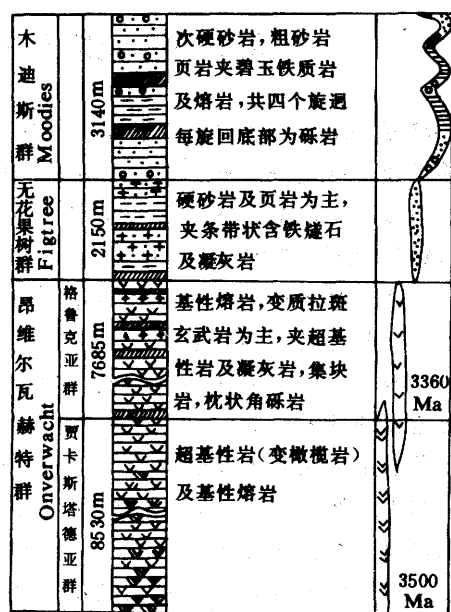 木迪斯群
Moodies
3140m
次硬砂岩，粗砂岩
页岩夹碧玉铁质岩
及熔岩，共四个旋迥
每旋回底部为砾岩
无花果树群
Figtree
2150m
硬砂岩及页岩为主，
夹条带状含铁燧石
及凝灰岩
昂维尔瓦赫特群
Onverwacht
格鲁克亚群
7685m
基性熔岩，变质拉斑
玄武岩为主，夹超基
性岩及凝灰岩，集块
岩，枕状角砾岩
3360
Ma
贾卡斯塔德亚群
8530m
超基性岩（变橄榄岩）
及基性熔岩
3500
Ma